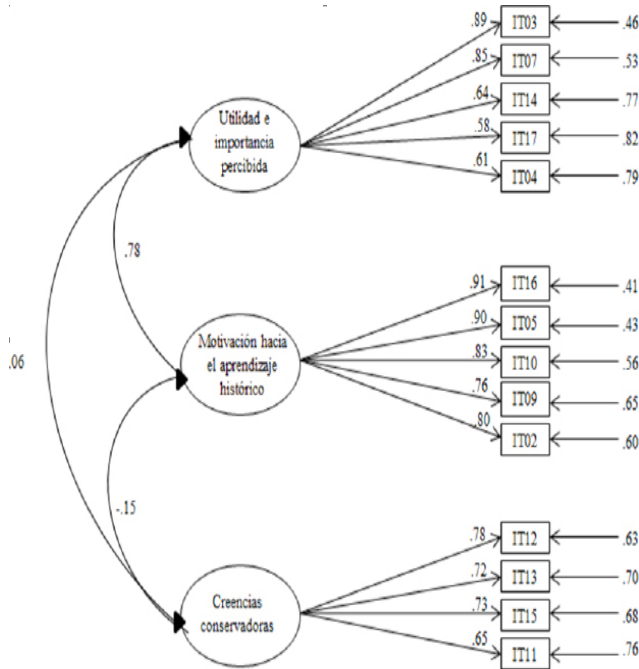 .89 IT03 .46
.85 IT07 .53
Utilidad e
importancia
percibida
.64 IT14 .77
.58 IT17 .82
.61 IT04 .79
.78
.91 IT16 .41
.90 IT05 .43
Motivación hacia
el aprendizaje
histórico
.83 IT10 .56
.76 IT09 .65
.80 IT02 .60
.06
-.15
.78 IT12 .63
.72 IT13 .70
Creencias
conservadoras
.73 IT15 .68
.65 IT11 .76